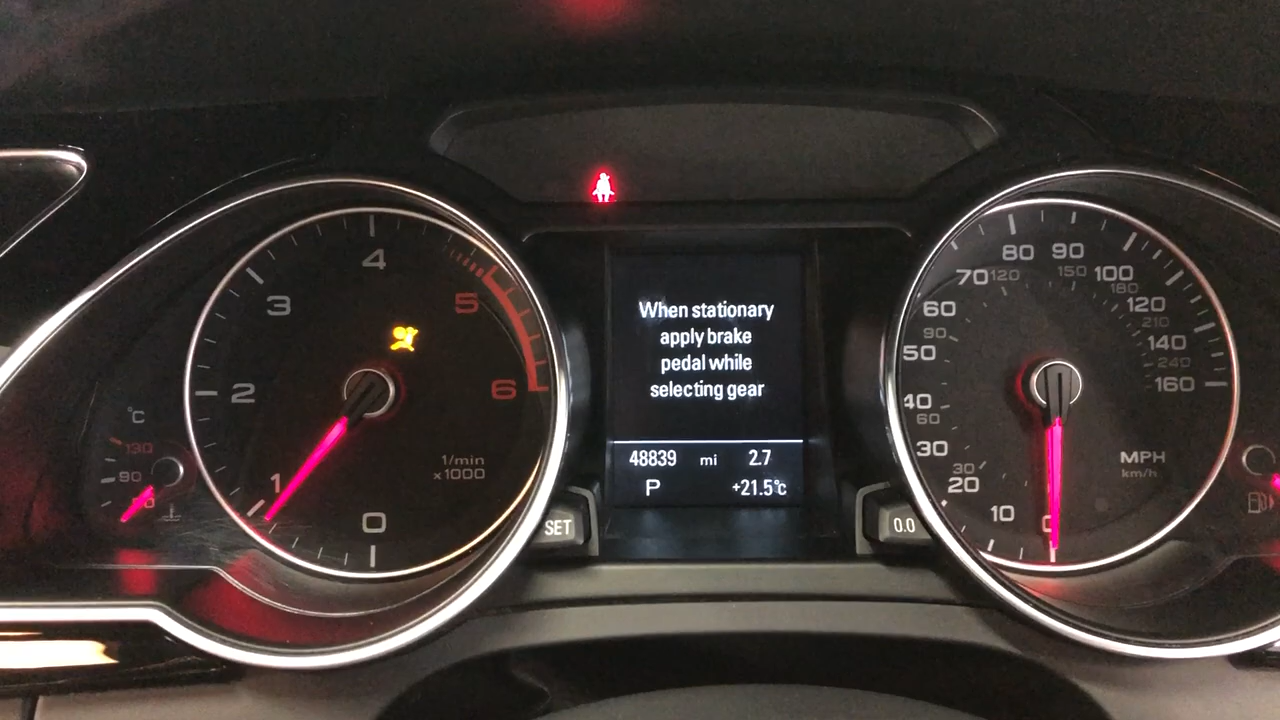 When stationary
apply brake
pedal while
selecting gear
48839 mi 2.7
P +21.5°c
°C
130
90
0
1
2
3
4
5
6
1/min
x1000
SET
0.0
0
10
20
30
40
50
60
70
80
90
100
120
140
160
30
60
90
120
150
180
210
240
MPH
km/h